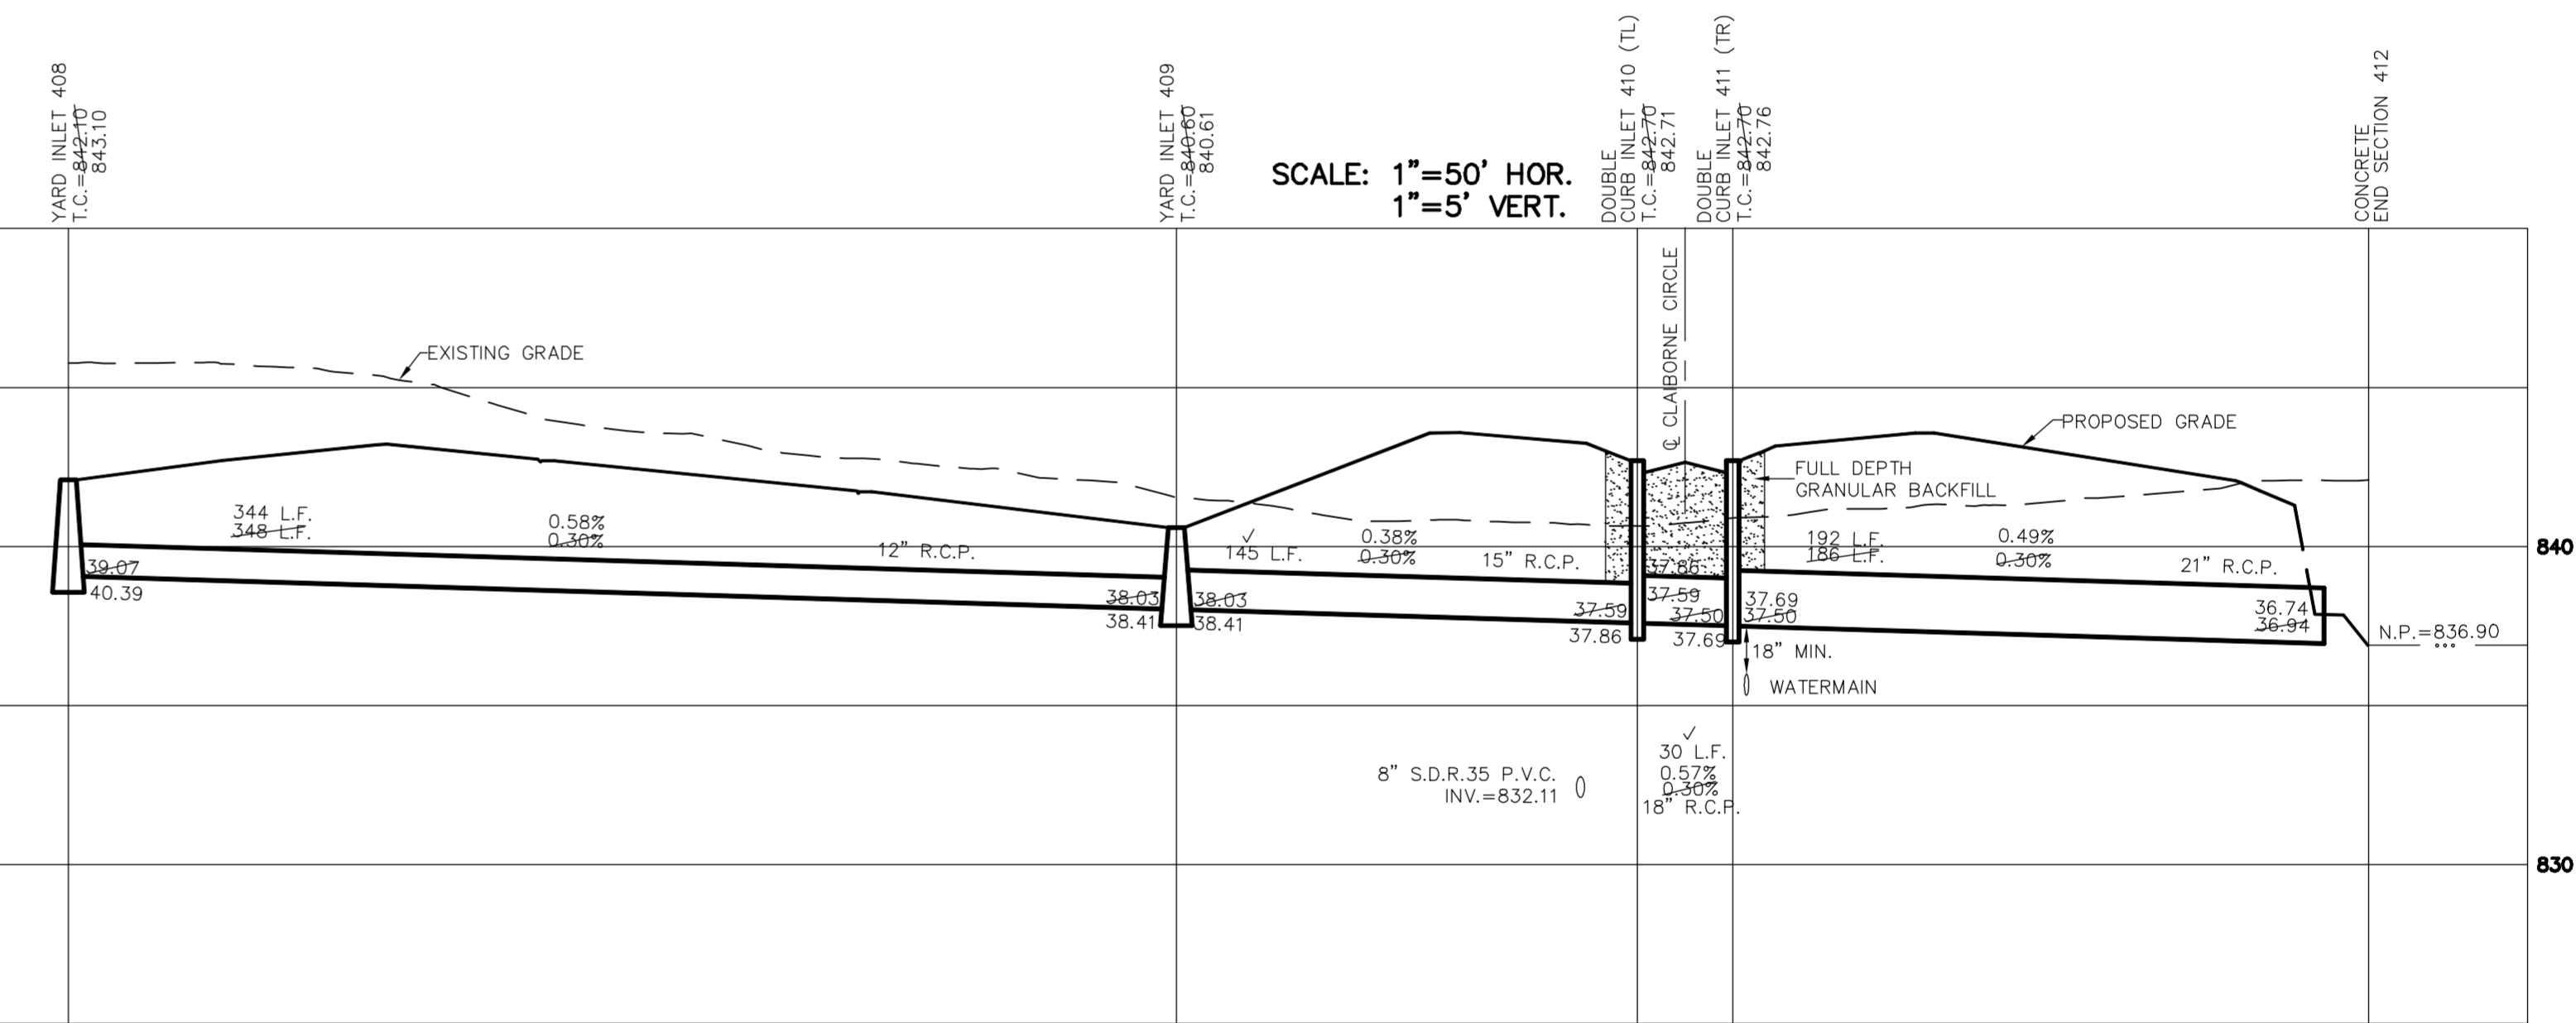 YARD INLET 408
T.C.=842.10
843.10
YARD INLET 409
T.C.=840.60
840.61
SCALE: 1"=50' HOR.
1"=5' VERT.
DOUBLE
CURB INLET 410 (TL)
T.C.=842.70
842.71
DOUBLE
CURB INLET 411 (TR)
T.C.=842.70
842.76
CONCRETE
END SECTION 412
℄ CLAIBORNE CIRCLE
EXISTING GRADE
PROPOSED GRADE
FULL DEPTH
GRANULAR BACKFILL
344 L.F.
348 L.F.
0.58%
0.30%
12" R.C.P.
✓
145 L.F.
0.38%
0.30%
15" R.C.P.
192 L.F.
186 L.F.
0.49%
0.30%
21" R.C.P.
840
39.07
40.39
38.03
38.41
38.03
38.41
37.59
37.86
37.86
37.59
37.50
37.69
37.69
37.50
36.74
36.94
N.P.=836.90
18" MIN.
WATERMAIN
8" S.D.R.35 P.V.C.
INV.=832.11
✓
30 L.F.
0.57%
0.30%
18" R.C.P.
830